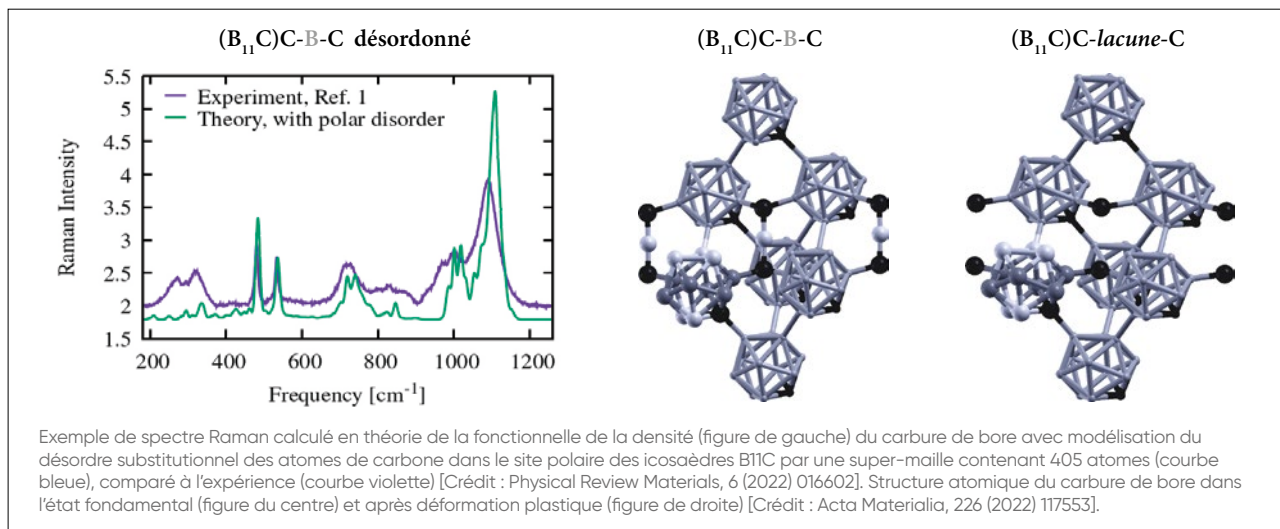 (B₁₁C)C-B-C désordonné
(B₁₁C)C-B-C
(B₁₁C)C-lacune-C
5.5
5
4.5
4
3.5
3
2.5
2
1.5
Raman Intensity
Experiment, Ref. 1
Theory, with polar disorder
200 400 600 800 1000 1200
Frequency [cm⁻¹]
Exemple de spectre Raman calculé en théorie de la fonctionnelle de la densité (figure de gauche) du carbure de bore avec modélisation du
désordre substitutionnel des atomes de carbone dans le site polaire des icosaèdres B11C par une super-maille contenant 405 atomes (courbe
bleue), comparé à l'expérience (courbe violette) [Crédit : Physical Review Materials, 6 (2022) 016602]. Structure atomique du carbure de bore dans
l'état fondamental (figure du centre) et après déformation plastique (figure de droite) [Crédit : Acta Materialia, 226 (2022) 117553].